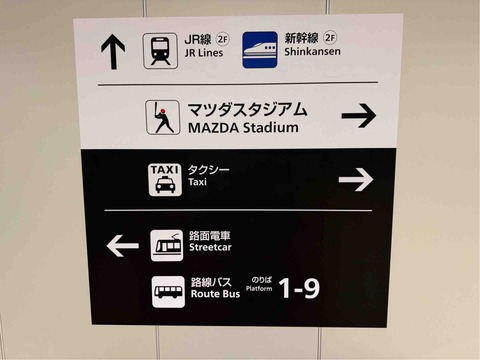 JR線 2F 新幹線 2F
JR Lines Shinkansen
マツダスタジアム
MAZDA Stadium
TAXI タクシー
Taxi
路面電車
Streetcar
路線バス のりば 1-9
Route Bus Platform